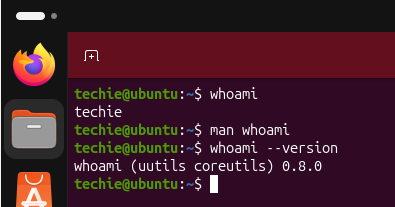 techie@ubuntu:~$ whoami
techie
techie@ubuntu:~$ man whoami
techie@ubuntu:~$ whoami --version
whoami (uutils coreutils) 0.8.0
techie@ubuntu:~$